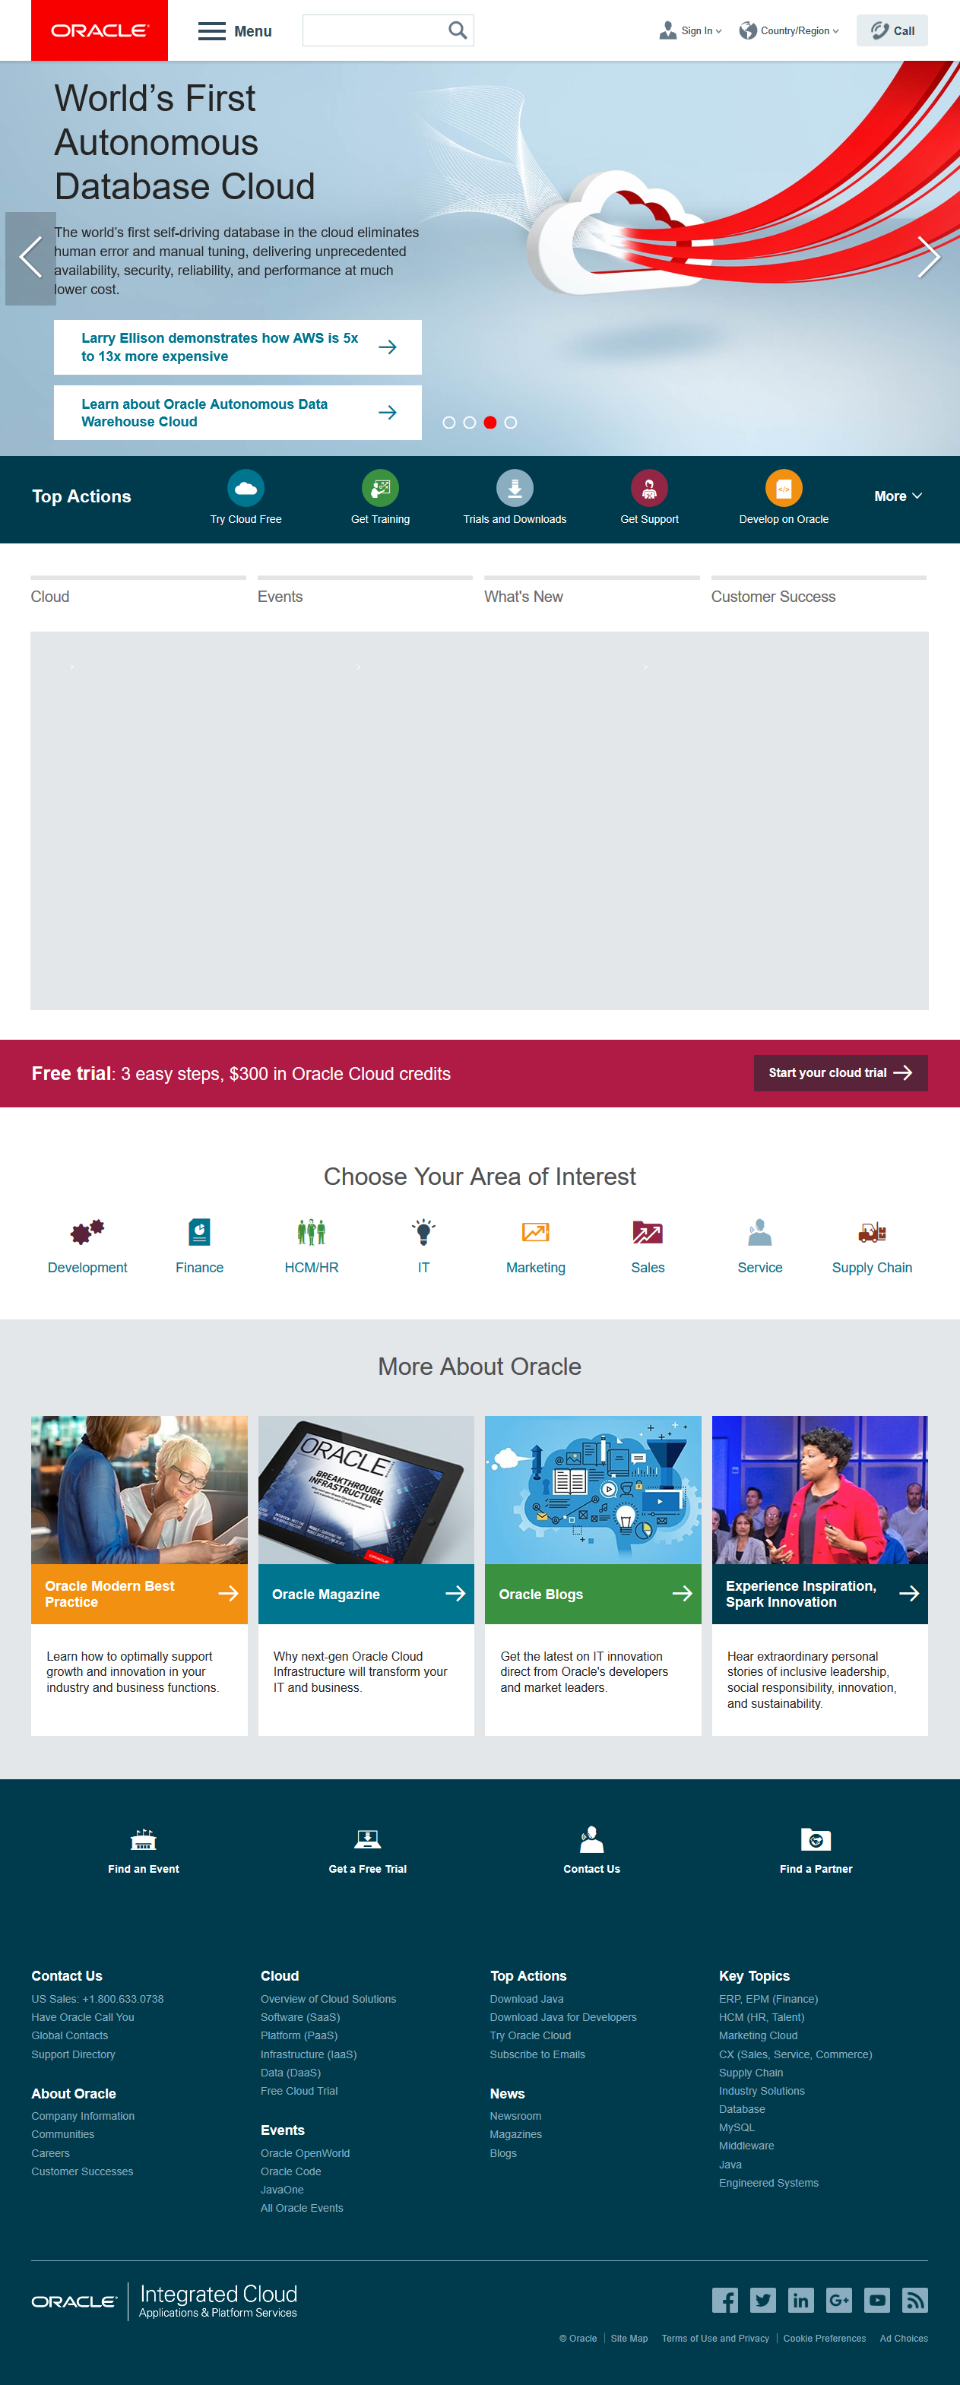 ORACLE
Menu
Sign In
Country/Region
Call
World's First
Autonomous
Database Cloud
The world's first self-driving database in the cloud eliminates
human error and manual tuning, delivering unprecedented
availability, security, reliability, and performance at much
lower cost.
Larry Ellison demonstrates how AWS is 5x
to 13x more expensive
Learn about Oracle Autonomous Data
Warehouse Cloud
Top Actions
Try Cloud Free
Get Training
Trials and Downloads
Get Support
Develop on Oracle
More
Cloud
Events
What's New
Customer Success
Free trial: 3 easy steps, $300 in Oracle Cloud credits
Start your cloud trial
Choose Your Area of Interest
Development
Finance
HCM/HR
IT
Marketing
Sales
Service
Supply Chain
More About Oracle
ORACLE
BREAKTHROUGH
INFRASTRUCTURE
Oracle Modern Best
Practice
Oracle Magazine
Oracle Blogs
Experience Inspiration,
Spark Innovation
Learn how to optimally support
growth and innovation in your
industry and business functions.
Why next-gen Oracle Cloud
Infrastructure will transform your
IT and business.
Get the latest on IT innovation
direct from Oracle's developers
and market leaders.
Hear extraordinary personal
stories of inclusive leadership,
social responsibility, innovation,
and sustainability.
Find an Event
Get a Free Trial
Contact Us
Find a Partner
Contact Us
US Sales: +1.800.633.0738
Have Oracle Call You
Global Contacts
Support Directory
About Oracle
Company Information
Communities
Careers
Customer Successes
Cloud
Overview of Cloud Solutions
Software (SaaS)
Platform (PaaS)
Infrastructure (IaaS)
Data (DaaS)
Free Cloud Trial
Events
Oracle OpenWorld
Oracle Code
JavaOne
All Oracle Events
Top Actions
Download Java
Download Java for Developers
Try Oracle Cloud
Subscribe to Emails
News
Newsroom
Magazines
Blogs
Key Topics
ERP, EPM (Finance)
HCM (HR, Talent)
Marketing Cloud
CX (Sales, Service, Commerce)
Supply Chain
Industry Solutions
Database
MySQL
Middleware
Java
Engineered Systems
ORACLE
Integrated Cloud
Applications & Platform Services
© Oracle
Site Map
Terms of Use and Privacy
Cookie Preferences
Ad Choices